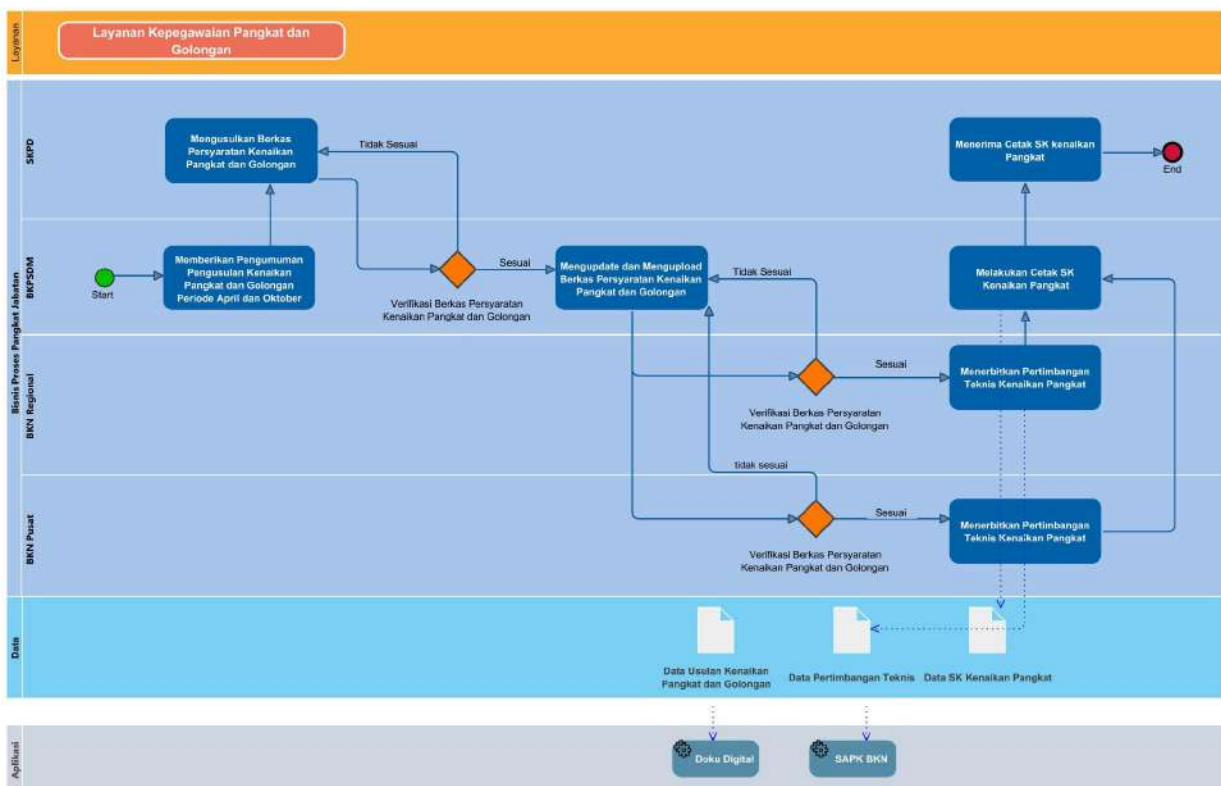 Layanan
Layanan Kepegawaian Pangkat dan
Golongan
Bisnis Proses Pangkat Jabatan
SKPD
Mengusulkan Berkas
Persyaratan Kenaikan
Pangkat dan Golongan
Tidak Sesuai
Menerima Cetak SK kenaikan
Pangkat
End
BKPSDM
Start
Memberikan Pengumuman
Pengusulan Kenaikan
Pangkat dan Golongan
Periode April dan Oktober
Sesuai
Verifikasi Berkas Persyaratan
Kenaikan Pangkat dan Golongan
Mengupdate dan Mengupload
Berkas Persyaratan Kenaikan
Pangkat dan Golongan
Tidak Sesuai
Melakukan Cetak SK
Kenaikan Pangkat
BKN Regional
Sesuai
Verifikasi Berkas Persyaratan
Kenaikan Pangkat dan Golongan
Menerbitkan Pertimbangan
Teknis Kenaikan Pangkat
BKN Pusat
tidak sesuai
Sesuai
Verifikasi Berkas Persyaratan
Kenaikan Pangkat dan Golongan
Menerbitkan Pertimbangan
Teknis Kenaikan Pangkat
Data
Data Usulan Kenaikan
Pangkat dan Golongan
Data Pertimbangan Teknis
Data SK Kenaikan Pangkat
Aplikasi
Doku Digital
SAPK BKN